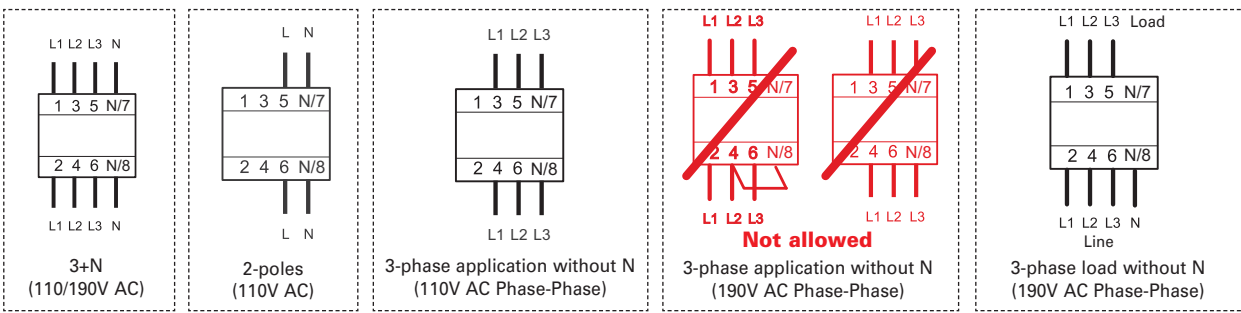 L1 L2 L3 N
1 3 5 N/7
2 4 6 N/8
L1 L2 L3 N
3+N
(110/190V AC)
L N
1 3 5 N/7
2 4 6 N/8
L N
2-poles
(110V AC)
L1 L2 L3
1 3 5 N/7
2 4 6 N/8
L1 L2 L3
3-phase application without N
(110V AC Phase-Phase)
L1 L2 L3
1 3 5 N/7
2 4 6 N/8
L1 L2 L3
L1 L2 L3
1 3 5 N/7
2 4 6 N/8
L1 L2 L3
Not allowed
3-phase application without N
(190V AC Phase-Phase)
L1 L2 L3 Load
1 3 5 N/7
2 4 6 N/8
L1 L2 L3 N
Line
3-phase load without N
(190V AC Phase-Phase)